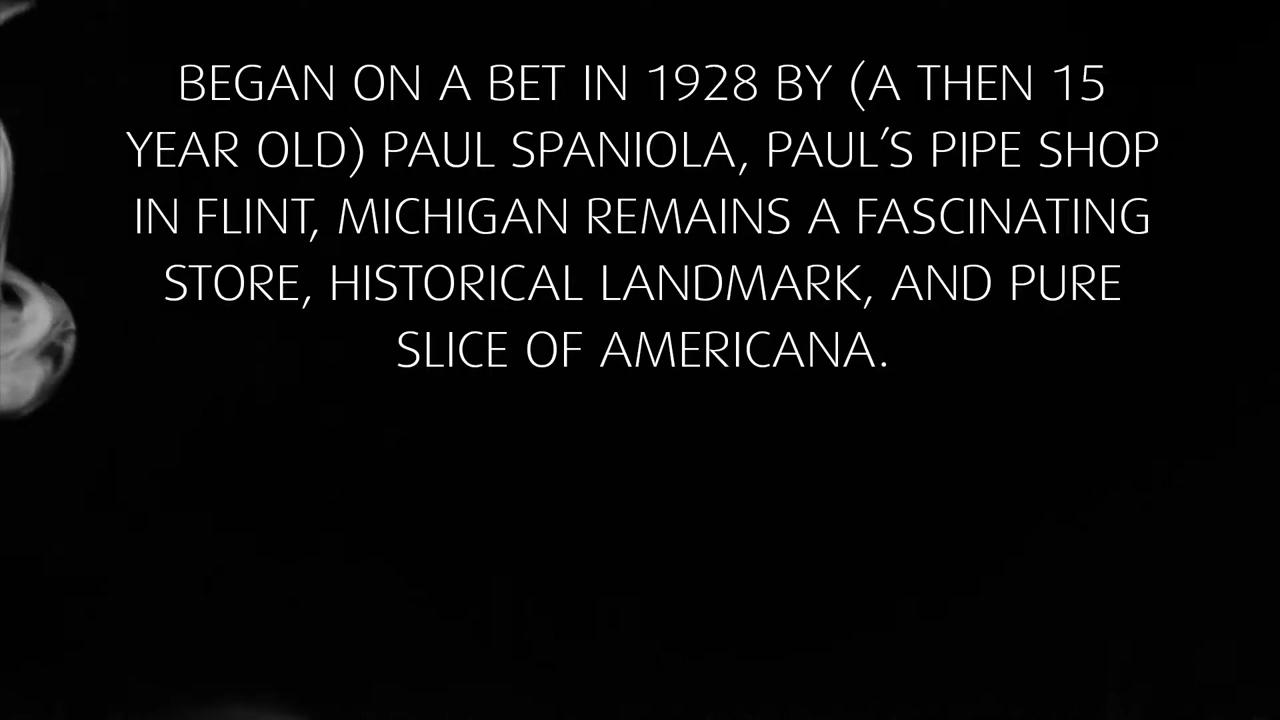 BEGAN ON A BET IN 1928 BY (A THEN 15
YEAR OLD) PAUL SPANIOLA, PAUL'S PIPE SHOP
IN FLINT, MICHIGAN REMAINS A FASCINATING
STORE, HISTORICAL LANDMARK, AND PURE
SLICE OF AMERICANA.